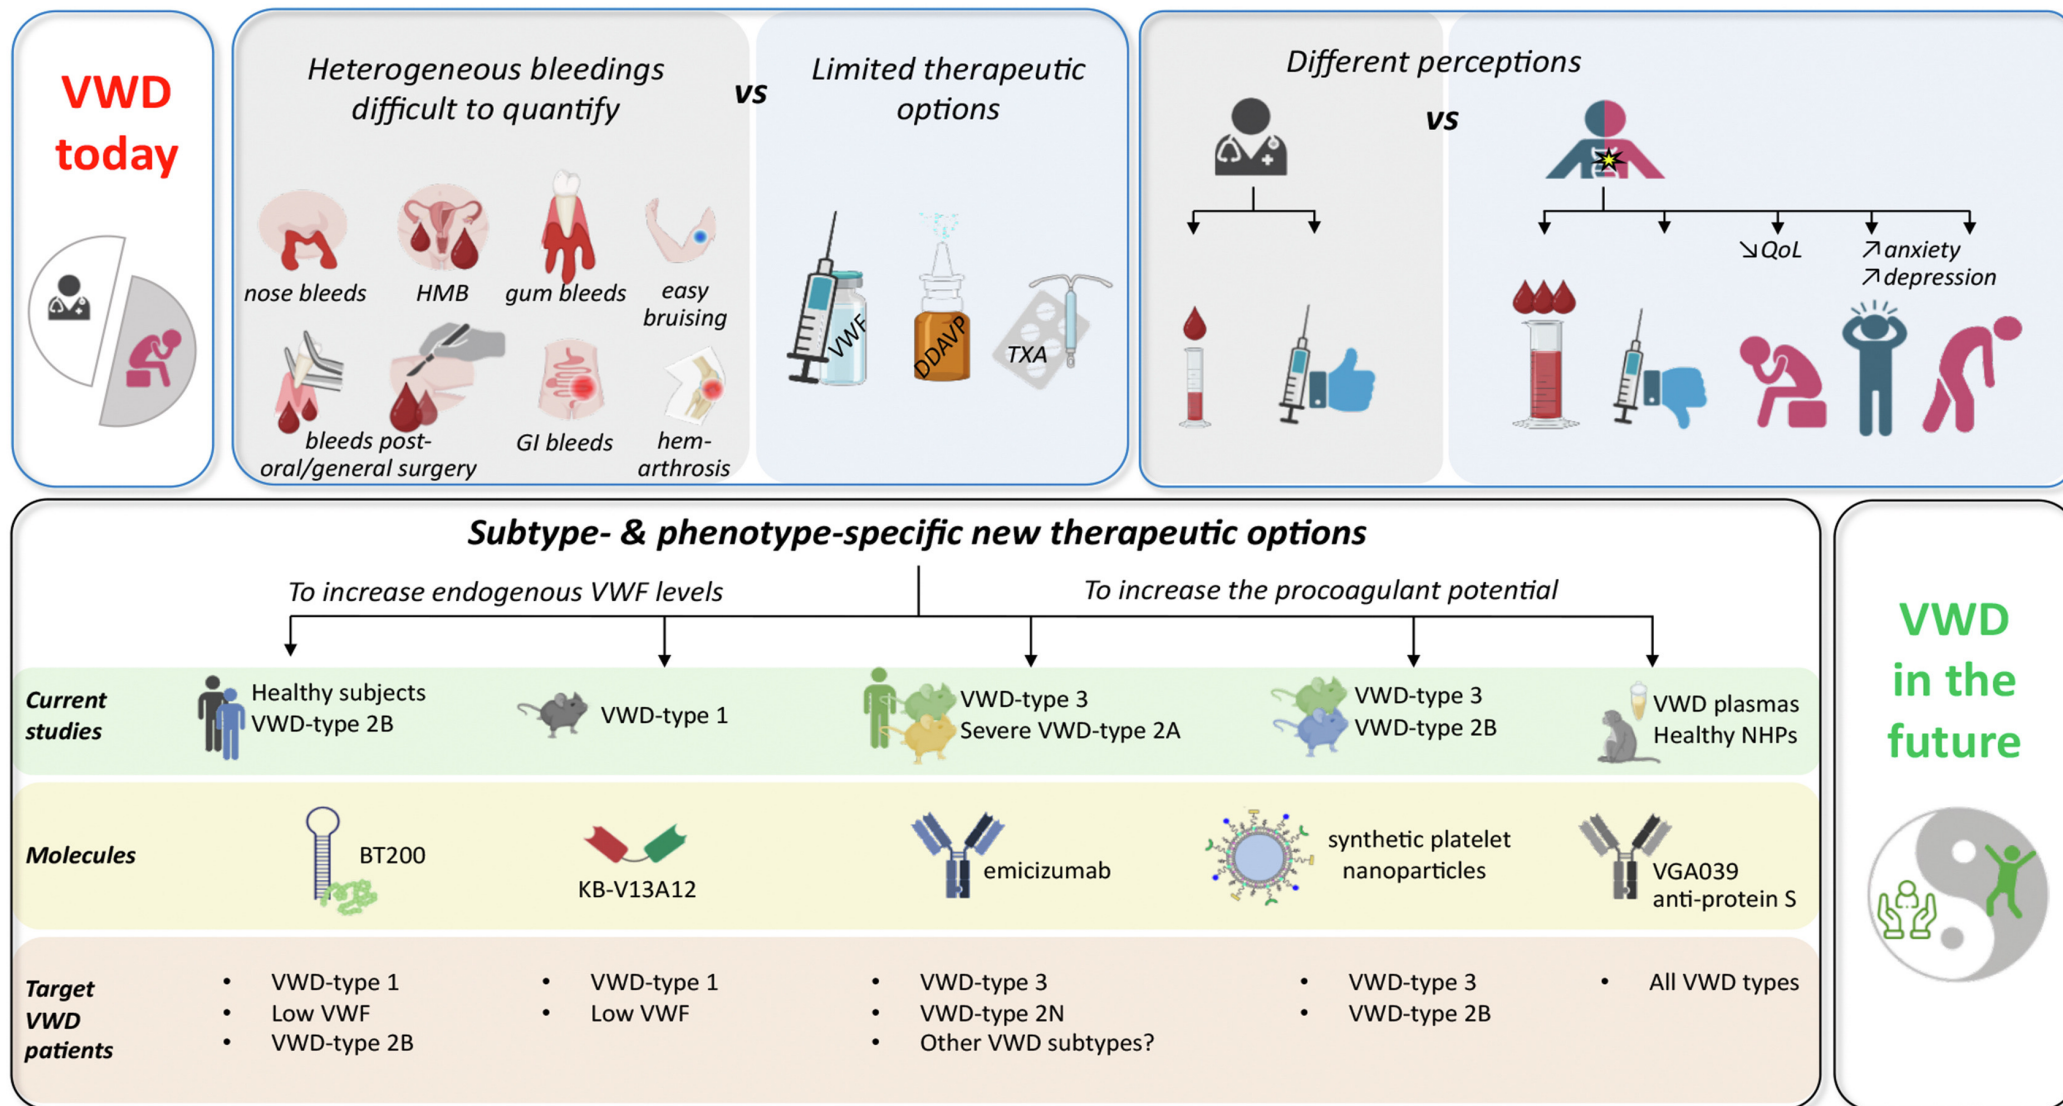 VWD
today
Heterogeneous bleedings
difficult to quantify
vs
Limited therapeutic
options
nose bleeds
HMB
gum bleeds
easy
bruising
bleeds post-
oral/general surgery
GI bleeds
hem-
arthrosis
VWF
DDAVP
TXA
Different perceptions
vs
↘QoL
↗anxiety
↗depression
Subtype- & phenotype-specific new therapeutic options
To increase endogenous VWF levels
To increase the procoagulant potential
Current
studies
Healthy subjects
VWD-type 2B
VWD-type 1
VWD-type 3
Severe VWD-type 2A
VWD-type 3
VWD-type 2B
VWD plasmas
Healthy NHPs
Molecules
BT200
KB-V13A12
emicizumab
synthetic platelet
nanoparticles
VGA039
anti-protein S
Target
VWD
patients
• VWD-type 1
• Low VWF
• VWD-type 2B
• VWD-type 1
• Low VWF
• VWD-type 3
• VWD-type 2N
• Other VWD subtypes?
• VWD-type 3
• VWD-type 2B
• All VWD types
VWD
in the
future